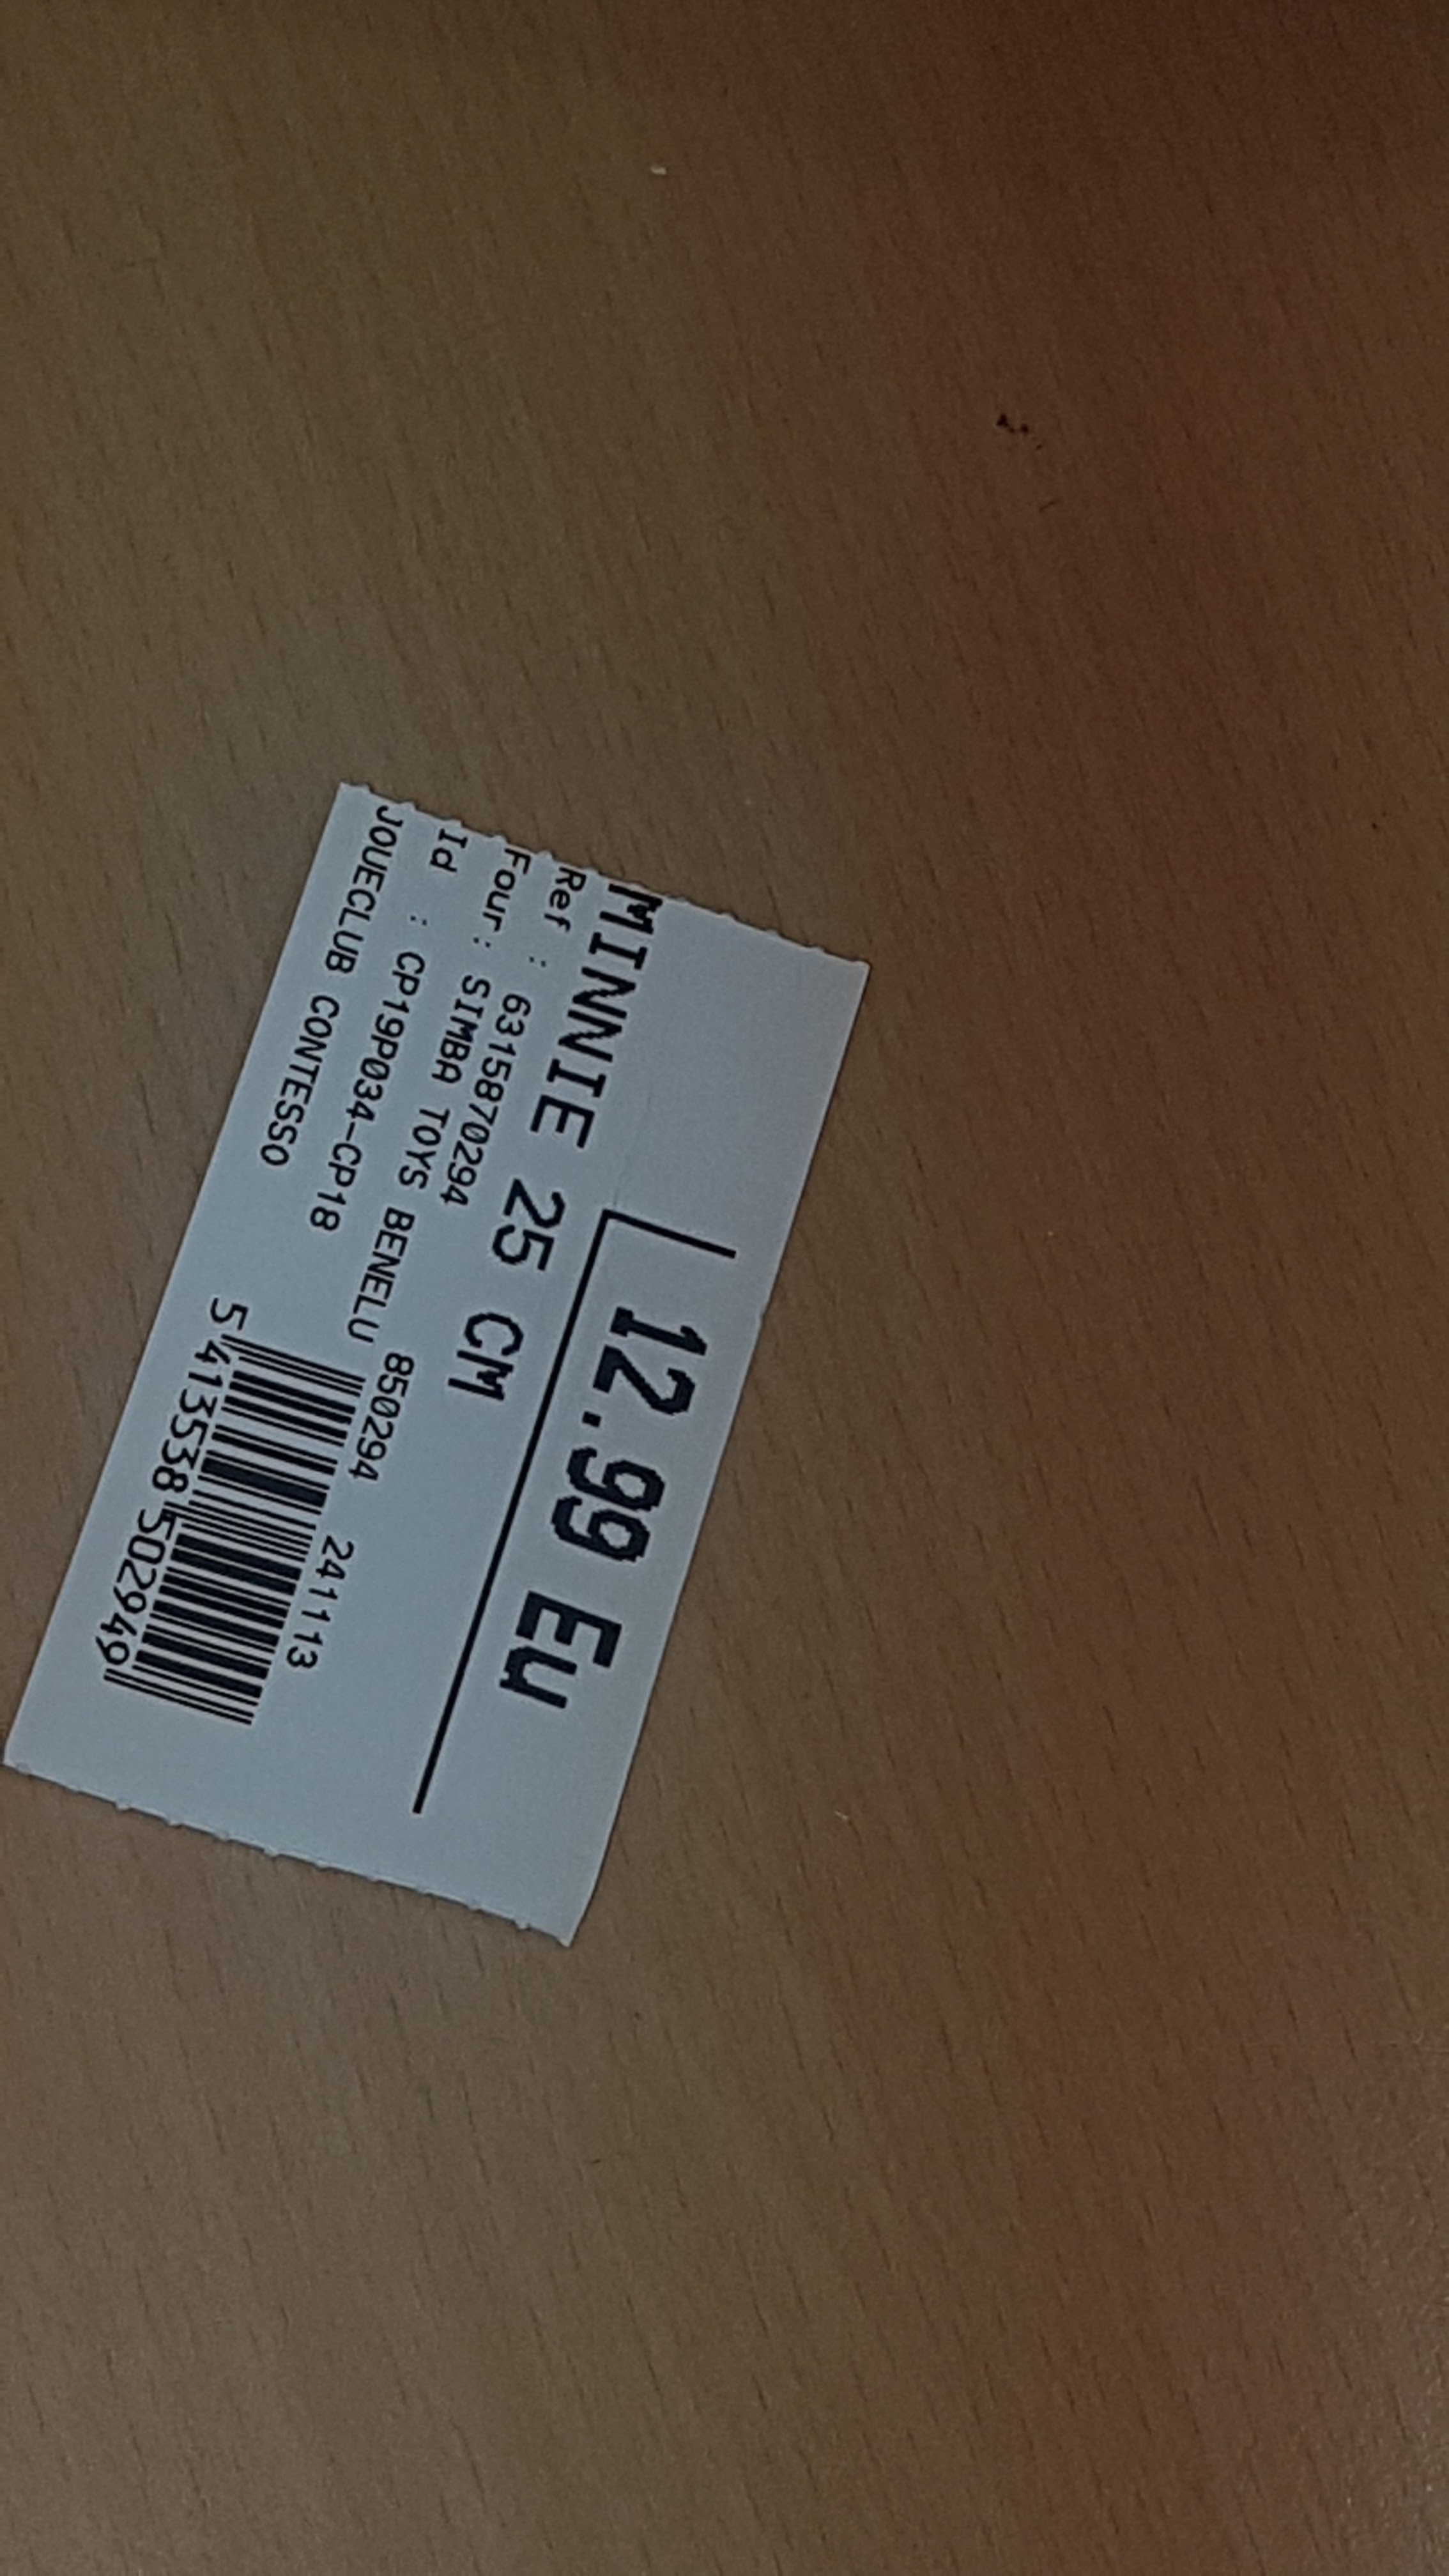 12.99 Eu
MINNIE 25 CM
Ref : 6315870294
Four: SIMBA TOYS BENELU 850294
Id : CP19P034-CP18 241113
JOUECLUB CONTESSO
5 413538 502949